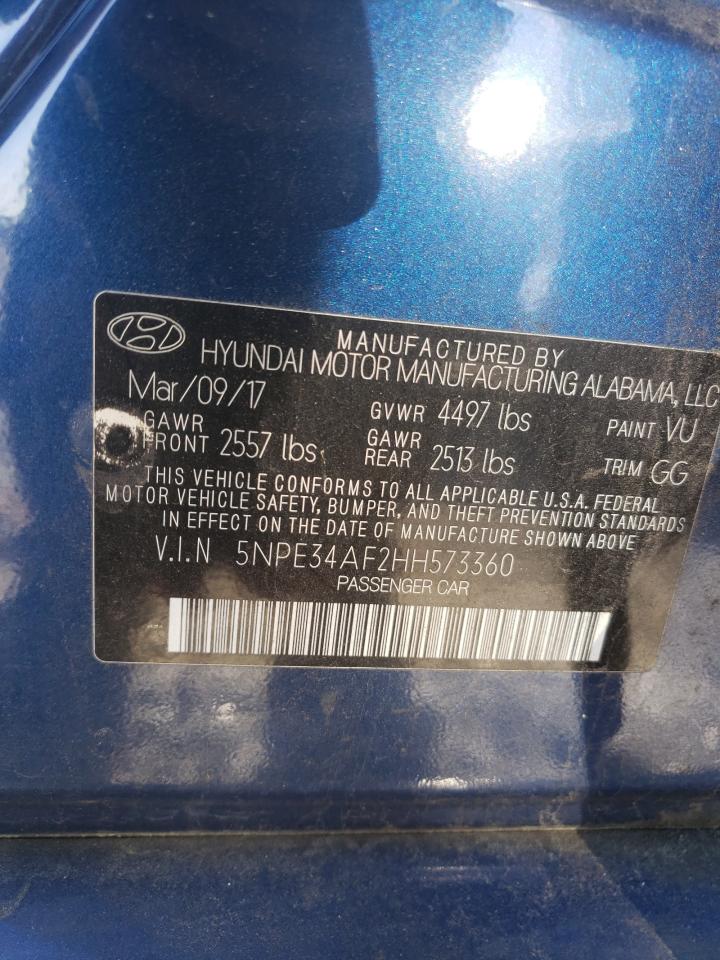 MANUFACTURED BY
HYUNDAI MOTOR MANUFACTURING ALABAMA, LLC
Mar/09/17 GVWR 4497 lbs PAINT VU
GAWR FRONT 2557 lbs GAWR REAR 2513 lbs TRIM GG
THIS VEHICLE CONFORMS TO ALL APPLICABLE U.S.A. FEDERAL
MOTOR VEHICLE SAFETY, BUMPER, AND THEFT PREVENTION STANDARDS
IN EFFECT ON THE DATE OF MANUFACTURE SHOWN ABOVE
V.I.N 5NPE34AF2HH573360
PASSENGER CAR